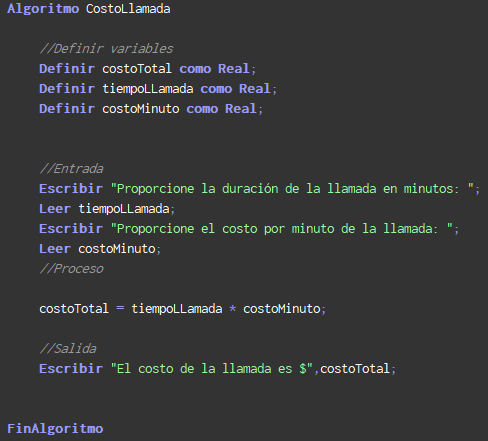 Algoritmo CostoLlamada
//Definir variables
Definir costoTotal como Real;
Definir tiempoLLamada como Real;
Definir costoMinuto como Real;
//Entrada
Escribir "Proporcione la duración de la llamada en minutos: ";
Leer tiempoLLamada;
Escribir "Proporcione el costo por minuto de la llamada: ";
Leer costoMinuto;
//Proceso
costoTotal = tiempoLLamada * costoMinuto;
//Salida
Escribir "El costo de la llamada es $",costoTotal;
FinAlgoritmo